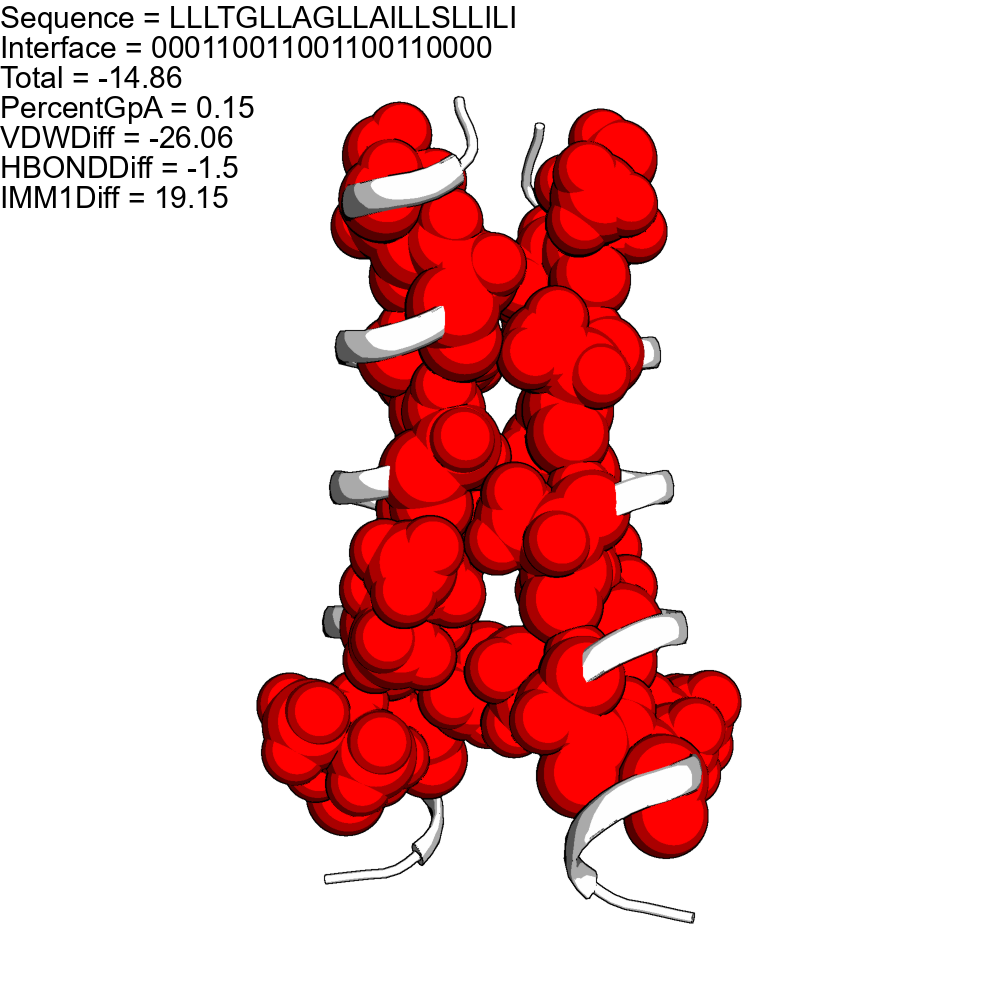 Sequence = LLLTGLLAGLLAILLSLLILI
Interface = 000110011001100110000
Total = -14.86
PercentGpA = 0.15
VDWDiff = -26.06
HBONDDiff = -1.5
IMM1Diff = 19.15